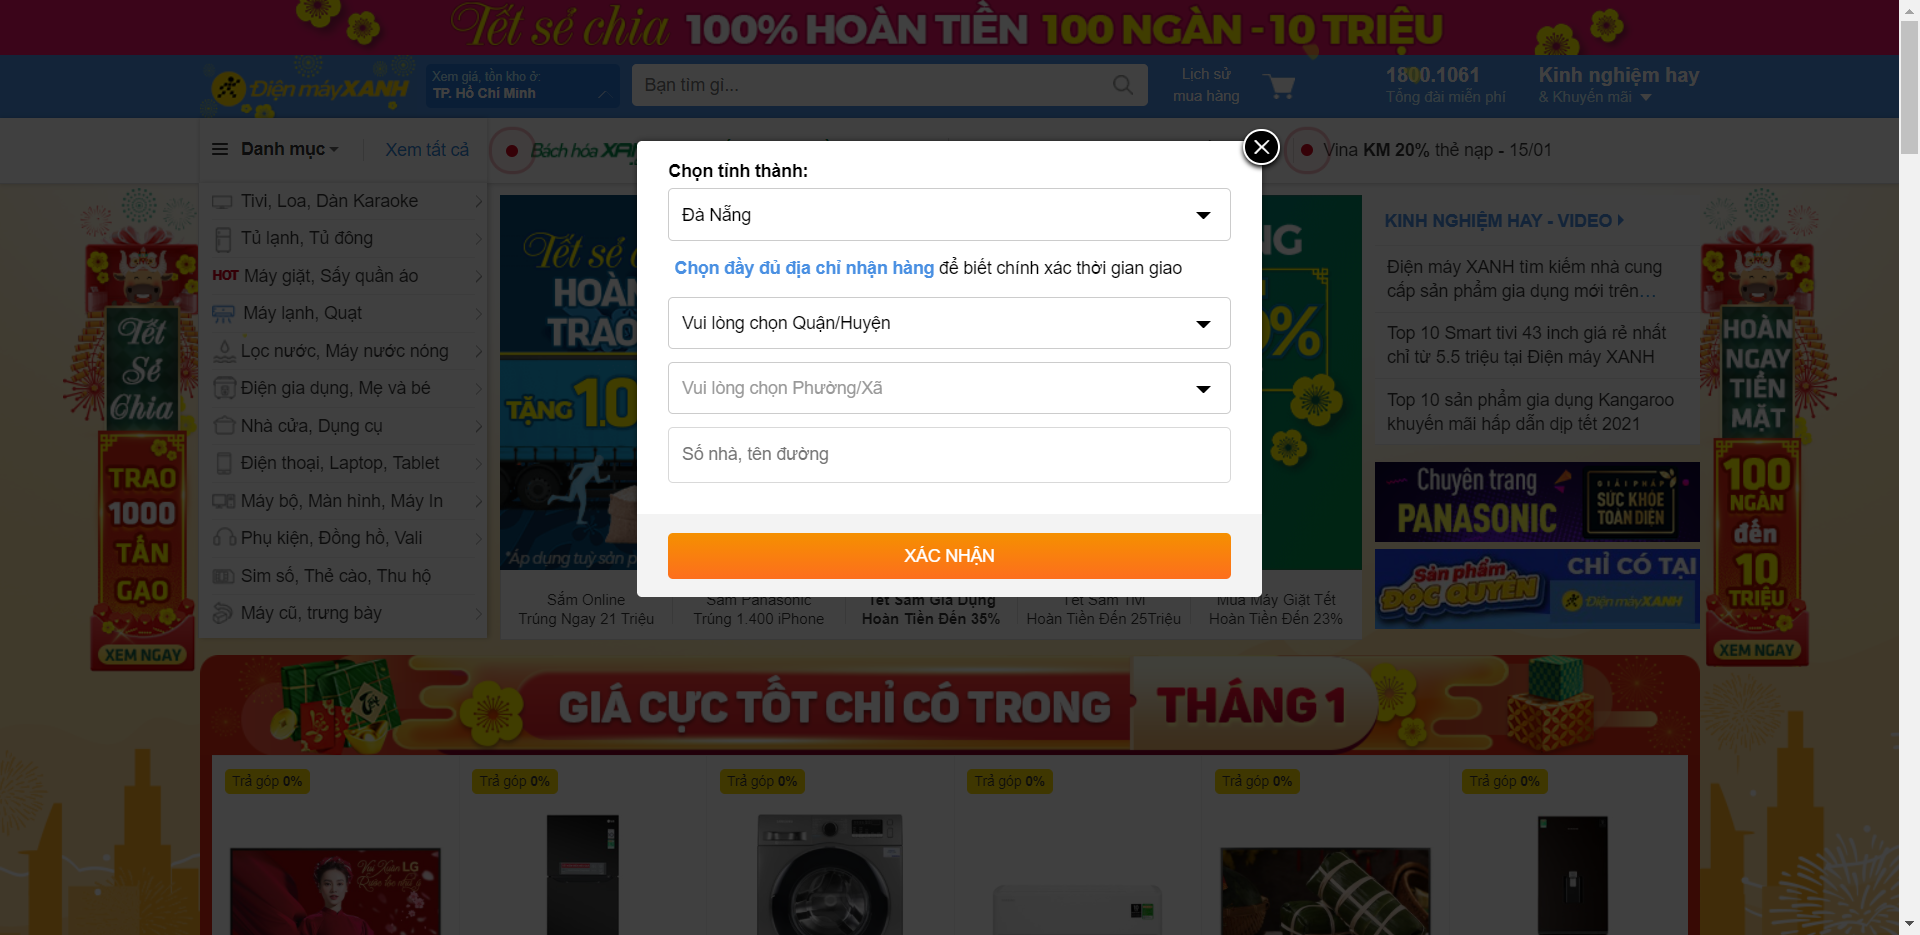 Tết sẻ chia 100% HOÀN TIỀN 100 NGÀN - 10 TRIỆU
Điện máy XANH
Xem giá, tồn kho ở:
TP. Hồ Chí Minh
Bạn tìm gì...
Lịch sử
mua hàng
1800.1061
Tổng đài miễn phí
Kinh nghiệm hay
& Khuyến mãi
Danh mục
Xem tất cả
Bách hóa
Vina KM 20% thẻ nạp - 15/01
Tivi, Loa, Dàn Karaoke
Tủ lạnh, Tủ đông
HOT Máy giặt, Sấy quần áo
Máy lạnh, Quạt
Lọc nước, Máy nước nóng
Điện gia dụng, Mẹ và bé
Nhà cửa, Dụng cụ
Điện thoại, Laptop, Tablet
Máy bộ, Màn hình, Máy In
Phụ kiện, Đồng hồ, Vali
Sim số, Thẻ cào, Thu hộ
Máy cũ, trưng bày
Tết
Sẻ
Chia
TRAO
1000
TẤN
GẠO
XEM NGAY
Tết sẻ
HOÀN
TRAO
TẶNG 1.0
*Áp dụng tuỳ sản p
Chọn tỉnh thành:
Đà Nẵng
Chọn đầy đủ địa chỉ nhận hàng để biết chính xác thời gian giao
Vui lòng chọn Quận/Huyện
Vui lòng chọn Phường/Xã
Số nhà, tên đường
XÁC NHẬN
NG
%
Sắm Online
Trúng Ngay 21 Triệu
Sắm Panasonic
Trúng 1.400 iPhone
Tết Sắm Gia Dụng
Hoàn Tiền Đến 35%
Tết Sắm Tivi
Hoàn Tiền Đến 25Triệu
Mua Máy Giặt Tết
Hoàn Tiền Đến 23%
KINH NGHIỆM HAY - VIDEO
Điện máy XANH tìm kiếm nhà cung
cấp sản phẩm gia dụng mới trên…
Top 10 Smart tivi 43 inch giá rẻ nhất
chỉ từ 5.5 triệu tại Điện máy XANH
Top 10 sản phẩm gia dụng Kangaroo
khuyến mãi hấp dẫn dịp tết 2021
Chuyên trang
PANASONIC
GIẢI PHÁP
SỨC KHỎE
TOÀN DIỆN
Sản phẩm
ĐỘC QUYỀN
CHỈ CÓ TẠI
Điện máy XANH
HOÀN
NGAY
TIỀN
MẶT
100
NGÀN
đến
10
TRIỆU
XEM NGAY
GIÁ CỰC TỐT CHỈ CÓ TRONG THÁNG 1
Trả góp 0%
Trả góp 0%
Trả góp 0%
Trả góp 0%
Trả góp 0%
Trả góp 0%
LG